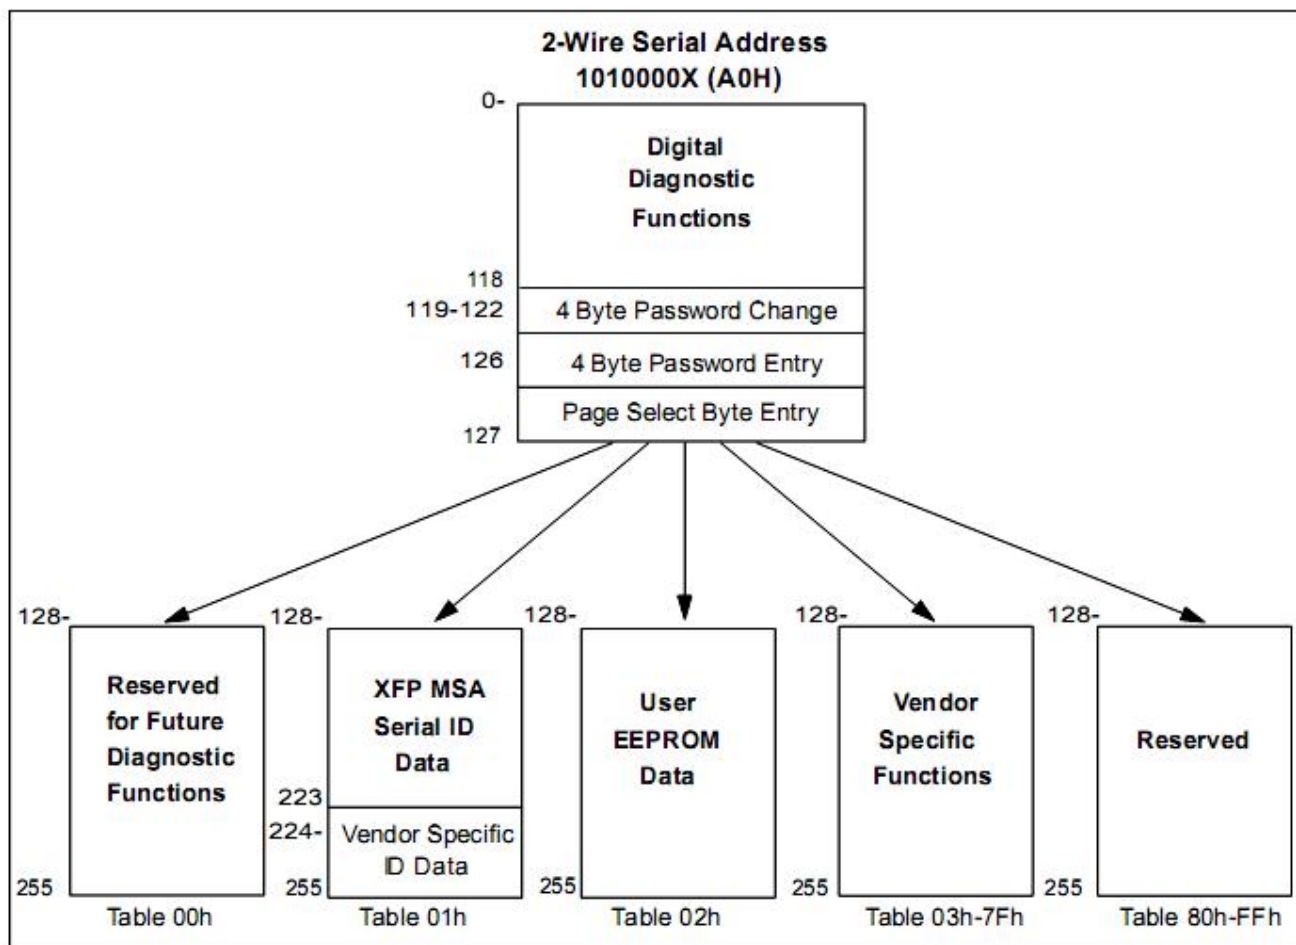 2-Wire Serial Address
1010000X (A0H)
0-
Digital
Diagnostic
Functions
118
119-122
4 Byte Password Change
126
4 Byte Password Entry
Page Select Byte Entry
127
128-
Reserved
for Future
Diagnostic
Functions
255
Table 00h
128-
XFP MSA
Serial ID
Data
223
224-
Vendor Specific
ID Data
255
Table 01h
128-
User
EEPROM
Data
255
Table 02h
128-
Vendor
Specific
Functions
255
Table 03h-7Fh
128-
Reserved
255
Table 80h-FFh